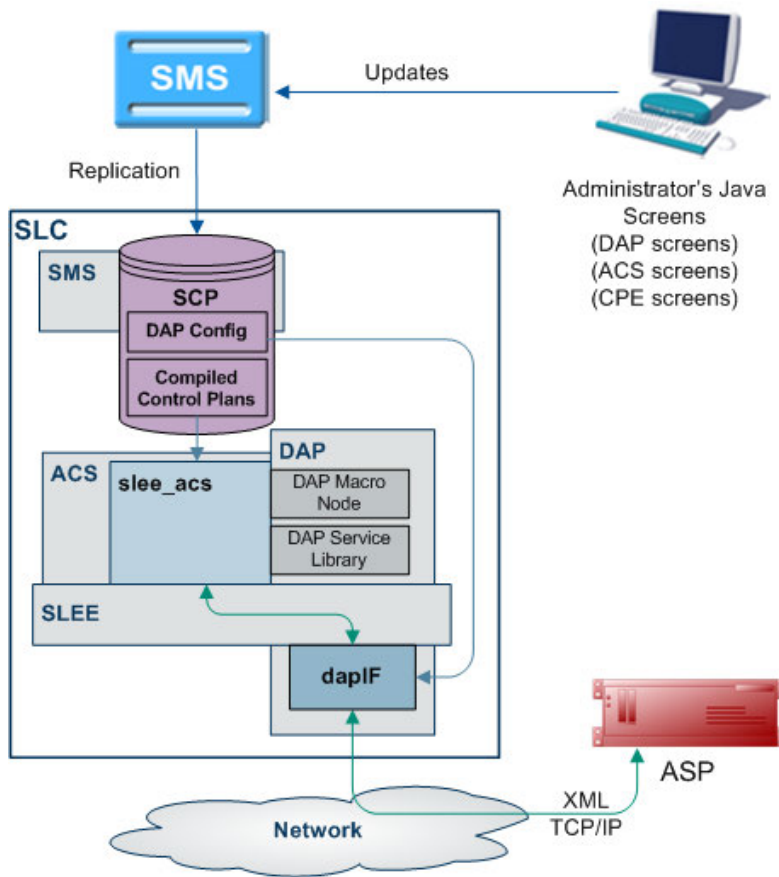 SMS
Updates
Replication
Administrator's Java
Screens
(DAP screens)
(ACS screens)
(CPE screens)
SLC
SMS
SCP
DAP Config
Compiled
Control Plans
DAP
ACS
slee_acs
DAP Macro
Node
DAP Service
Library
SLEE
dapIF
ASP
XML
TCP/IP
Network